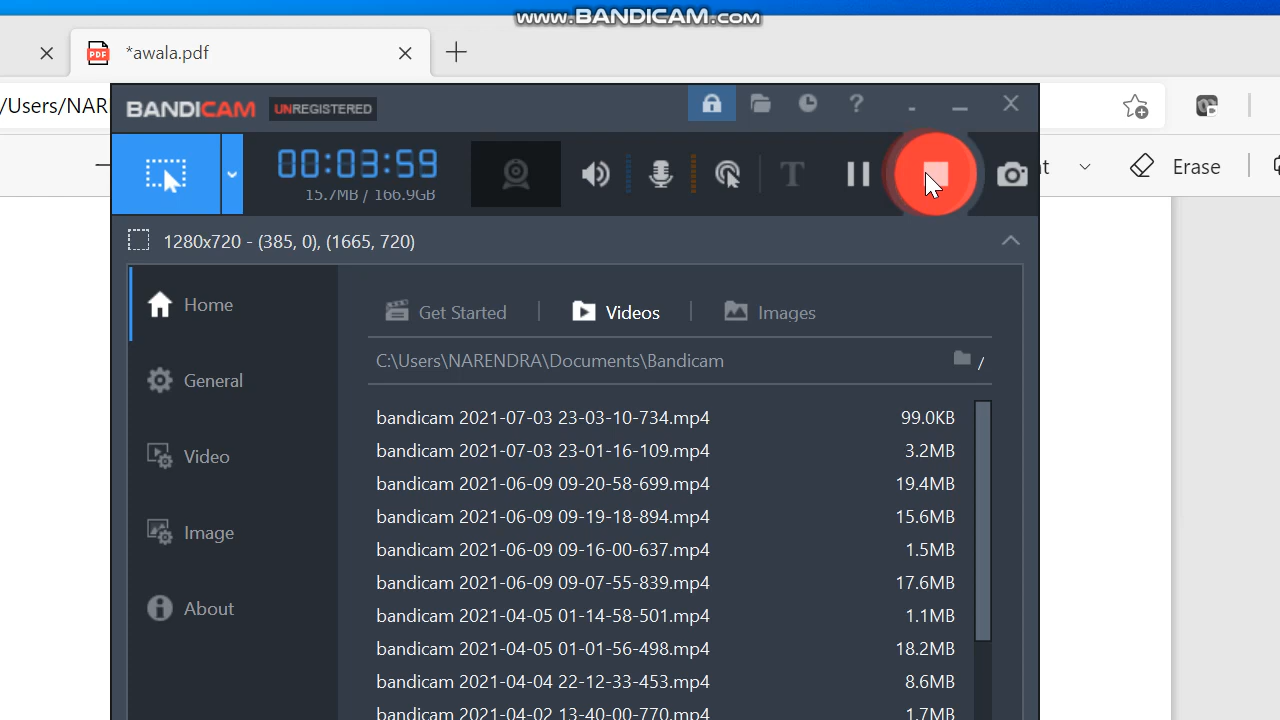 www.BANDICAM.com
*awala.pdf
/Users/NAR
BANDICAM UNREGISTERED
?
00:03:59
15.7MB / 166.9GB
T
Erase
1280x720 - (385, 0), (1665, 720)
Home
General
Video
Image
About
Get Started | Videos | Images
C:\Users\NARENDRA\Documents\Bandicam /
bandicam 2021-07-03 23-03-10-734.mp4 99.0KB
bandicam 2021-07-03 23-01-16-109.mp4 3.2MB
bandicam 2021-06-09 09-20-58-699.mp4 19.4MB
bandicam 2021-06-09 09-19-18-894.mp4 15.6MB
bandicam 2021-06-09 09-16-00-637.mp4 1.5MB
bandicam 2021-06-09 09-07-55-839.mp4 17.6MB
bandicam 2021-04-05 01-14-58-501.mp4 1.1MB
bandicam 2021-04-05 01-01-56-498.mp4 18.2MB
bandicam 2021-04-04 22-12-33-453.mp4 8.6MB
bandicam 2021-04-02 13-40-00-770.mp4 1.7MB